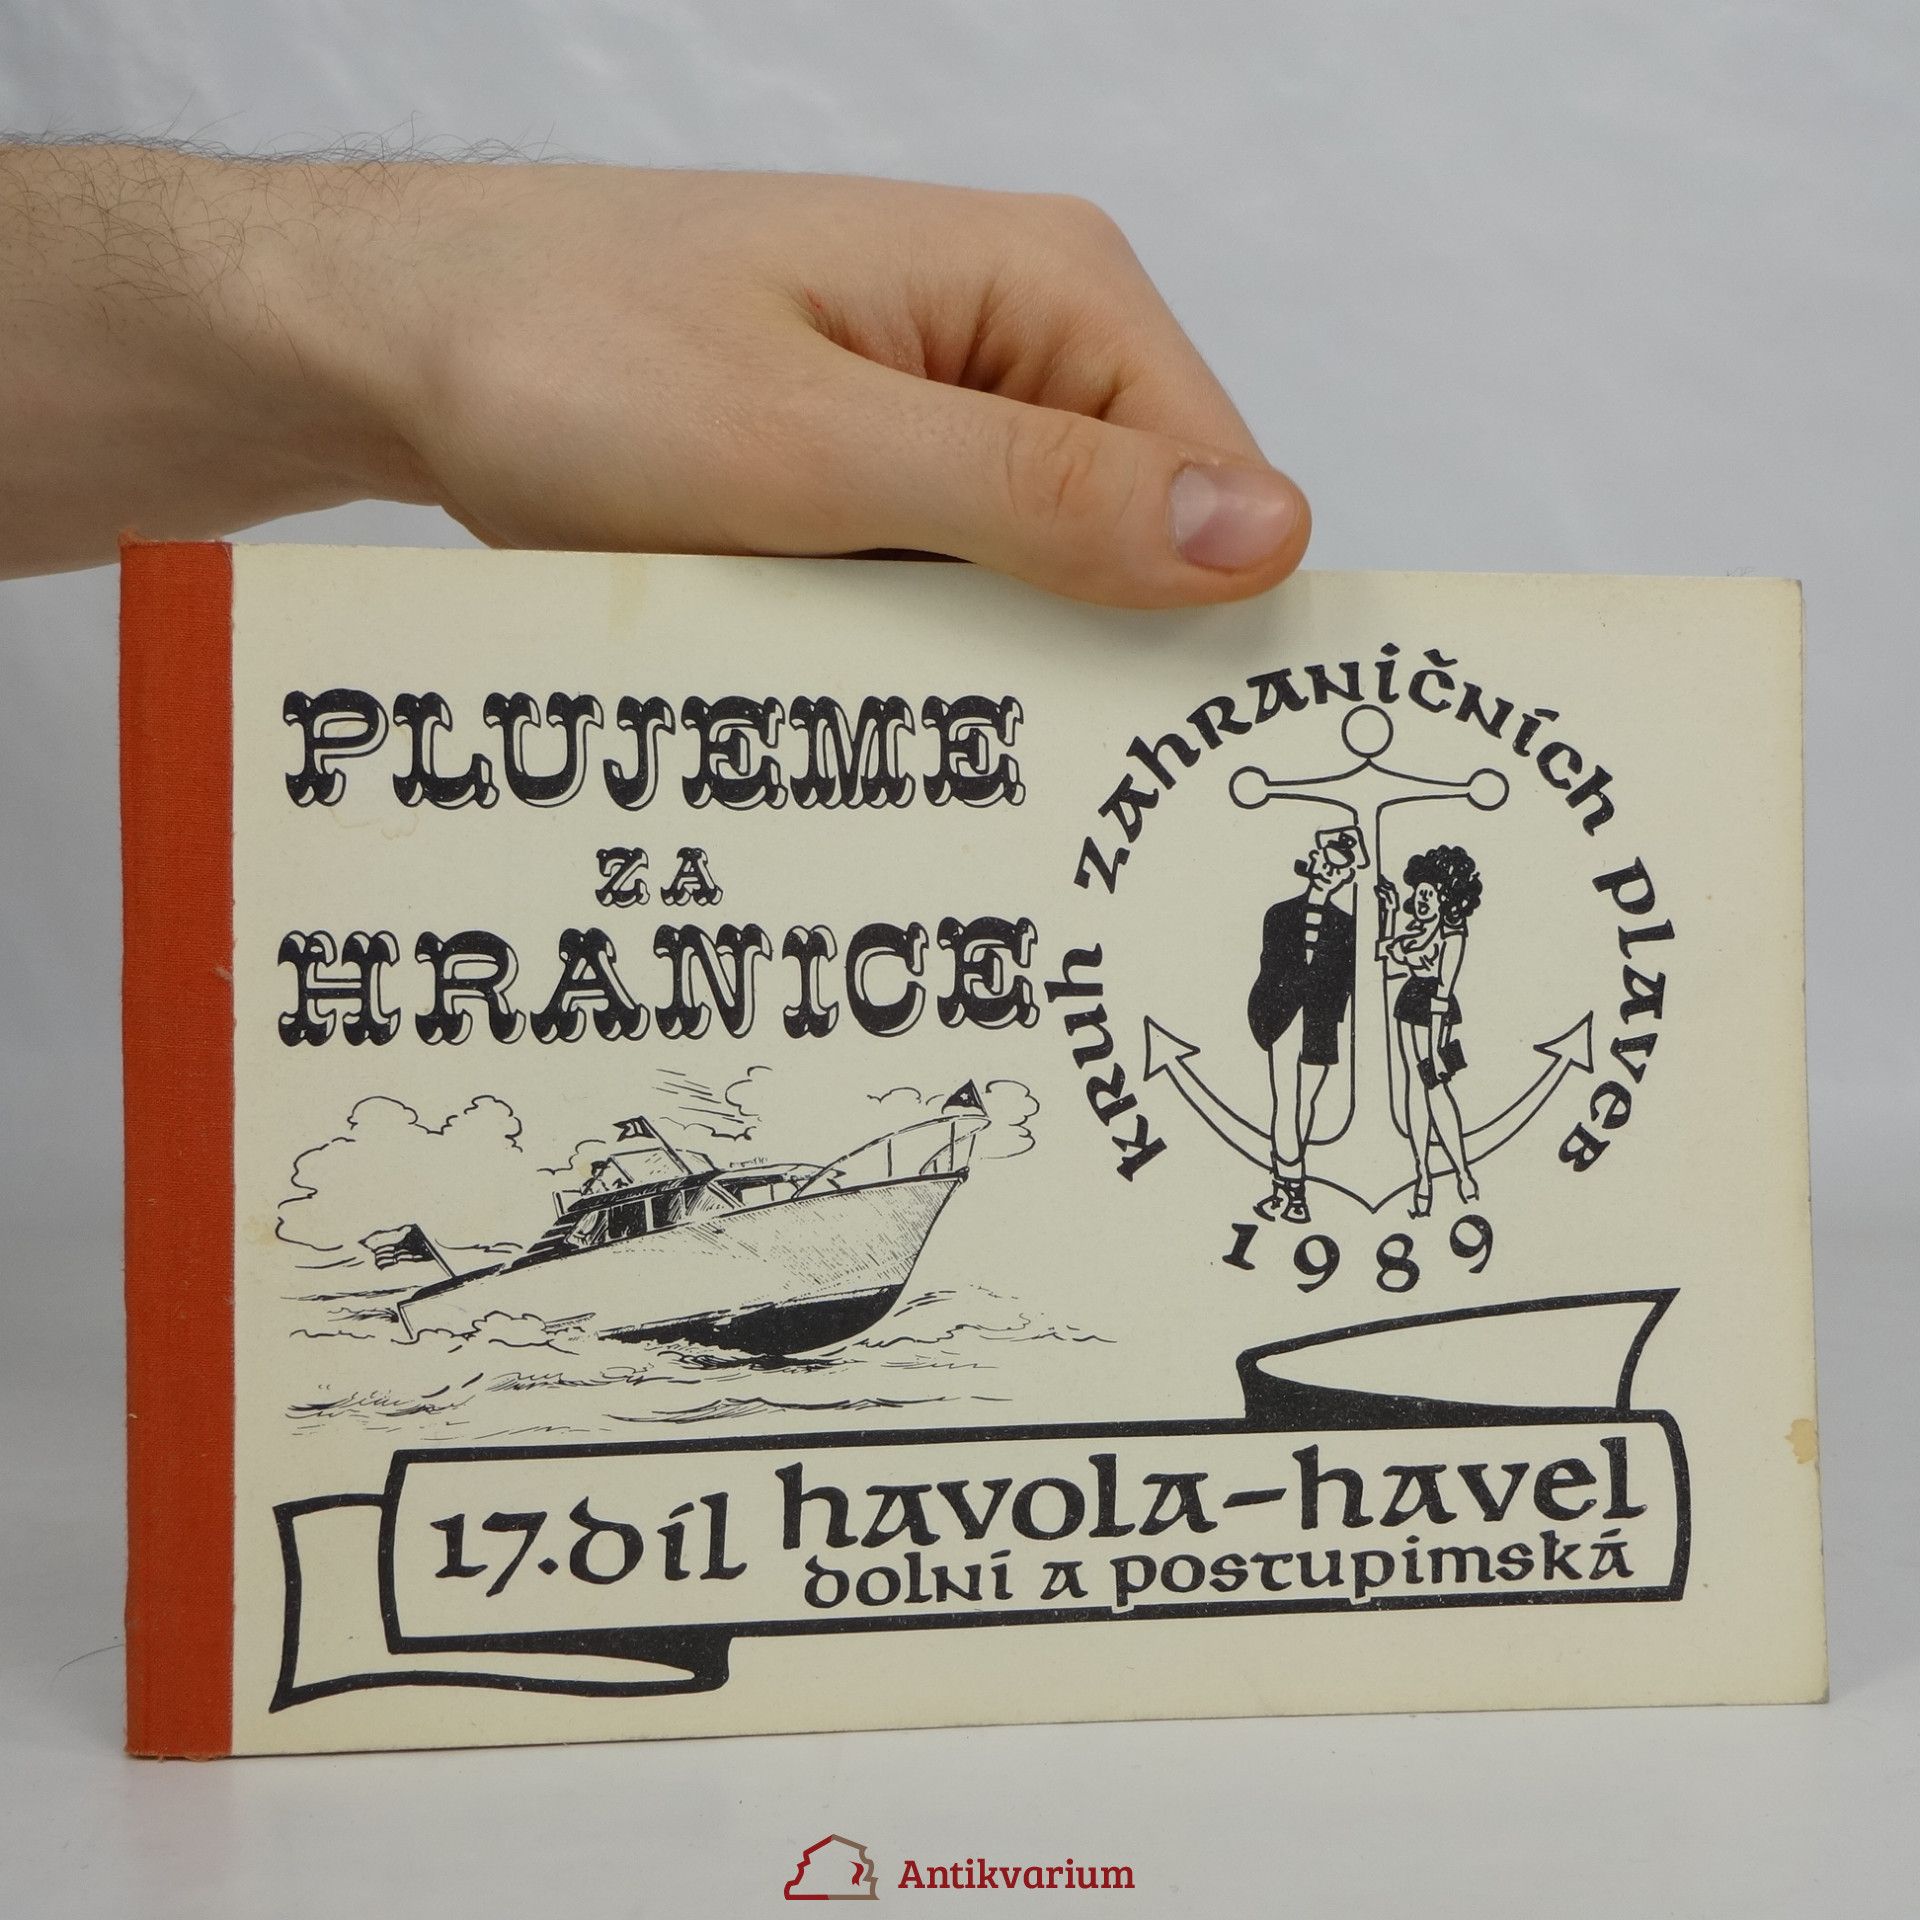 PLUJEME
ZA
HRANICE
kruh zahraničních plaveb
1989
17. díl havola-havel
dolní a postupimská
Antikvarium